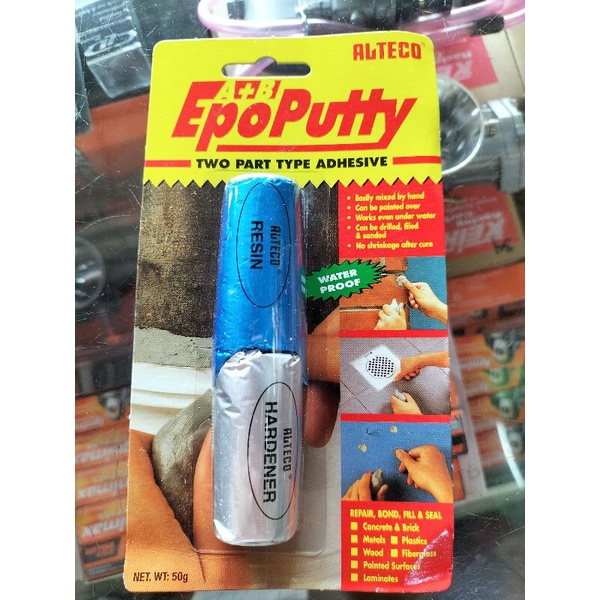 ALTECO
A+B
EpoPutty
TWO PART TYPE ADHESIVE
• Easily mixed by hand
• Can be painted over
• Works even under water
• Can be drilled, filed
& sanded
• No shrinkage after cure
ALTECO
RESIN
WATER
PROOF
ALTECO
HARDENER
REPAIR, BOND, FILL & SEAL
Concrete & Brick
Metals Plastics
Wood Fiberglass
Painted Surfaces
Laminates
NET. WT: 50g